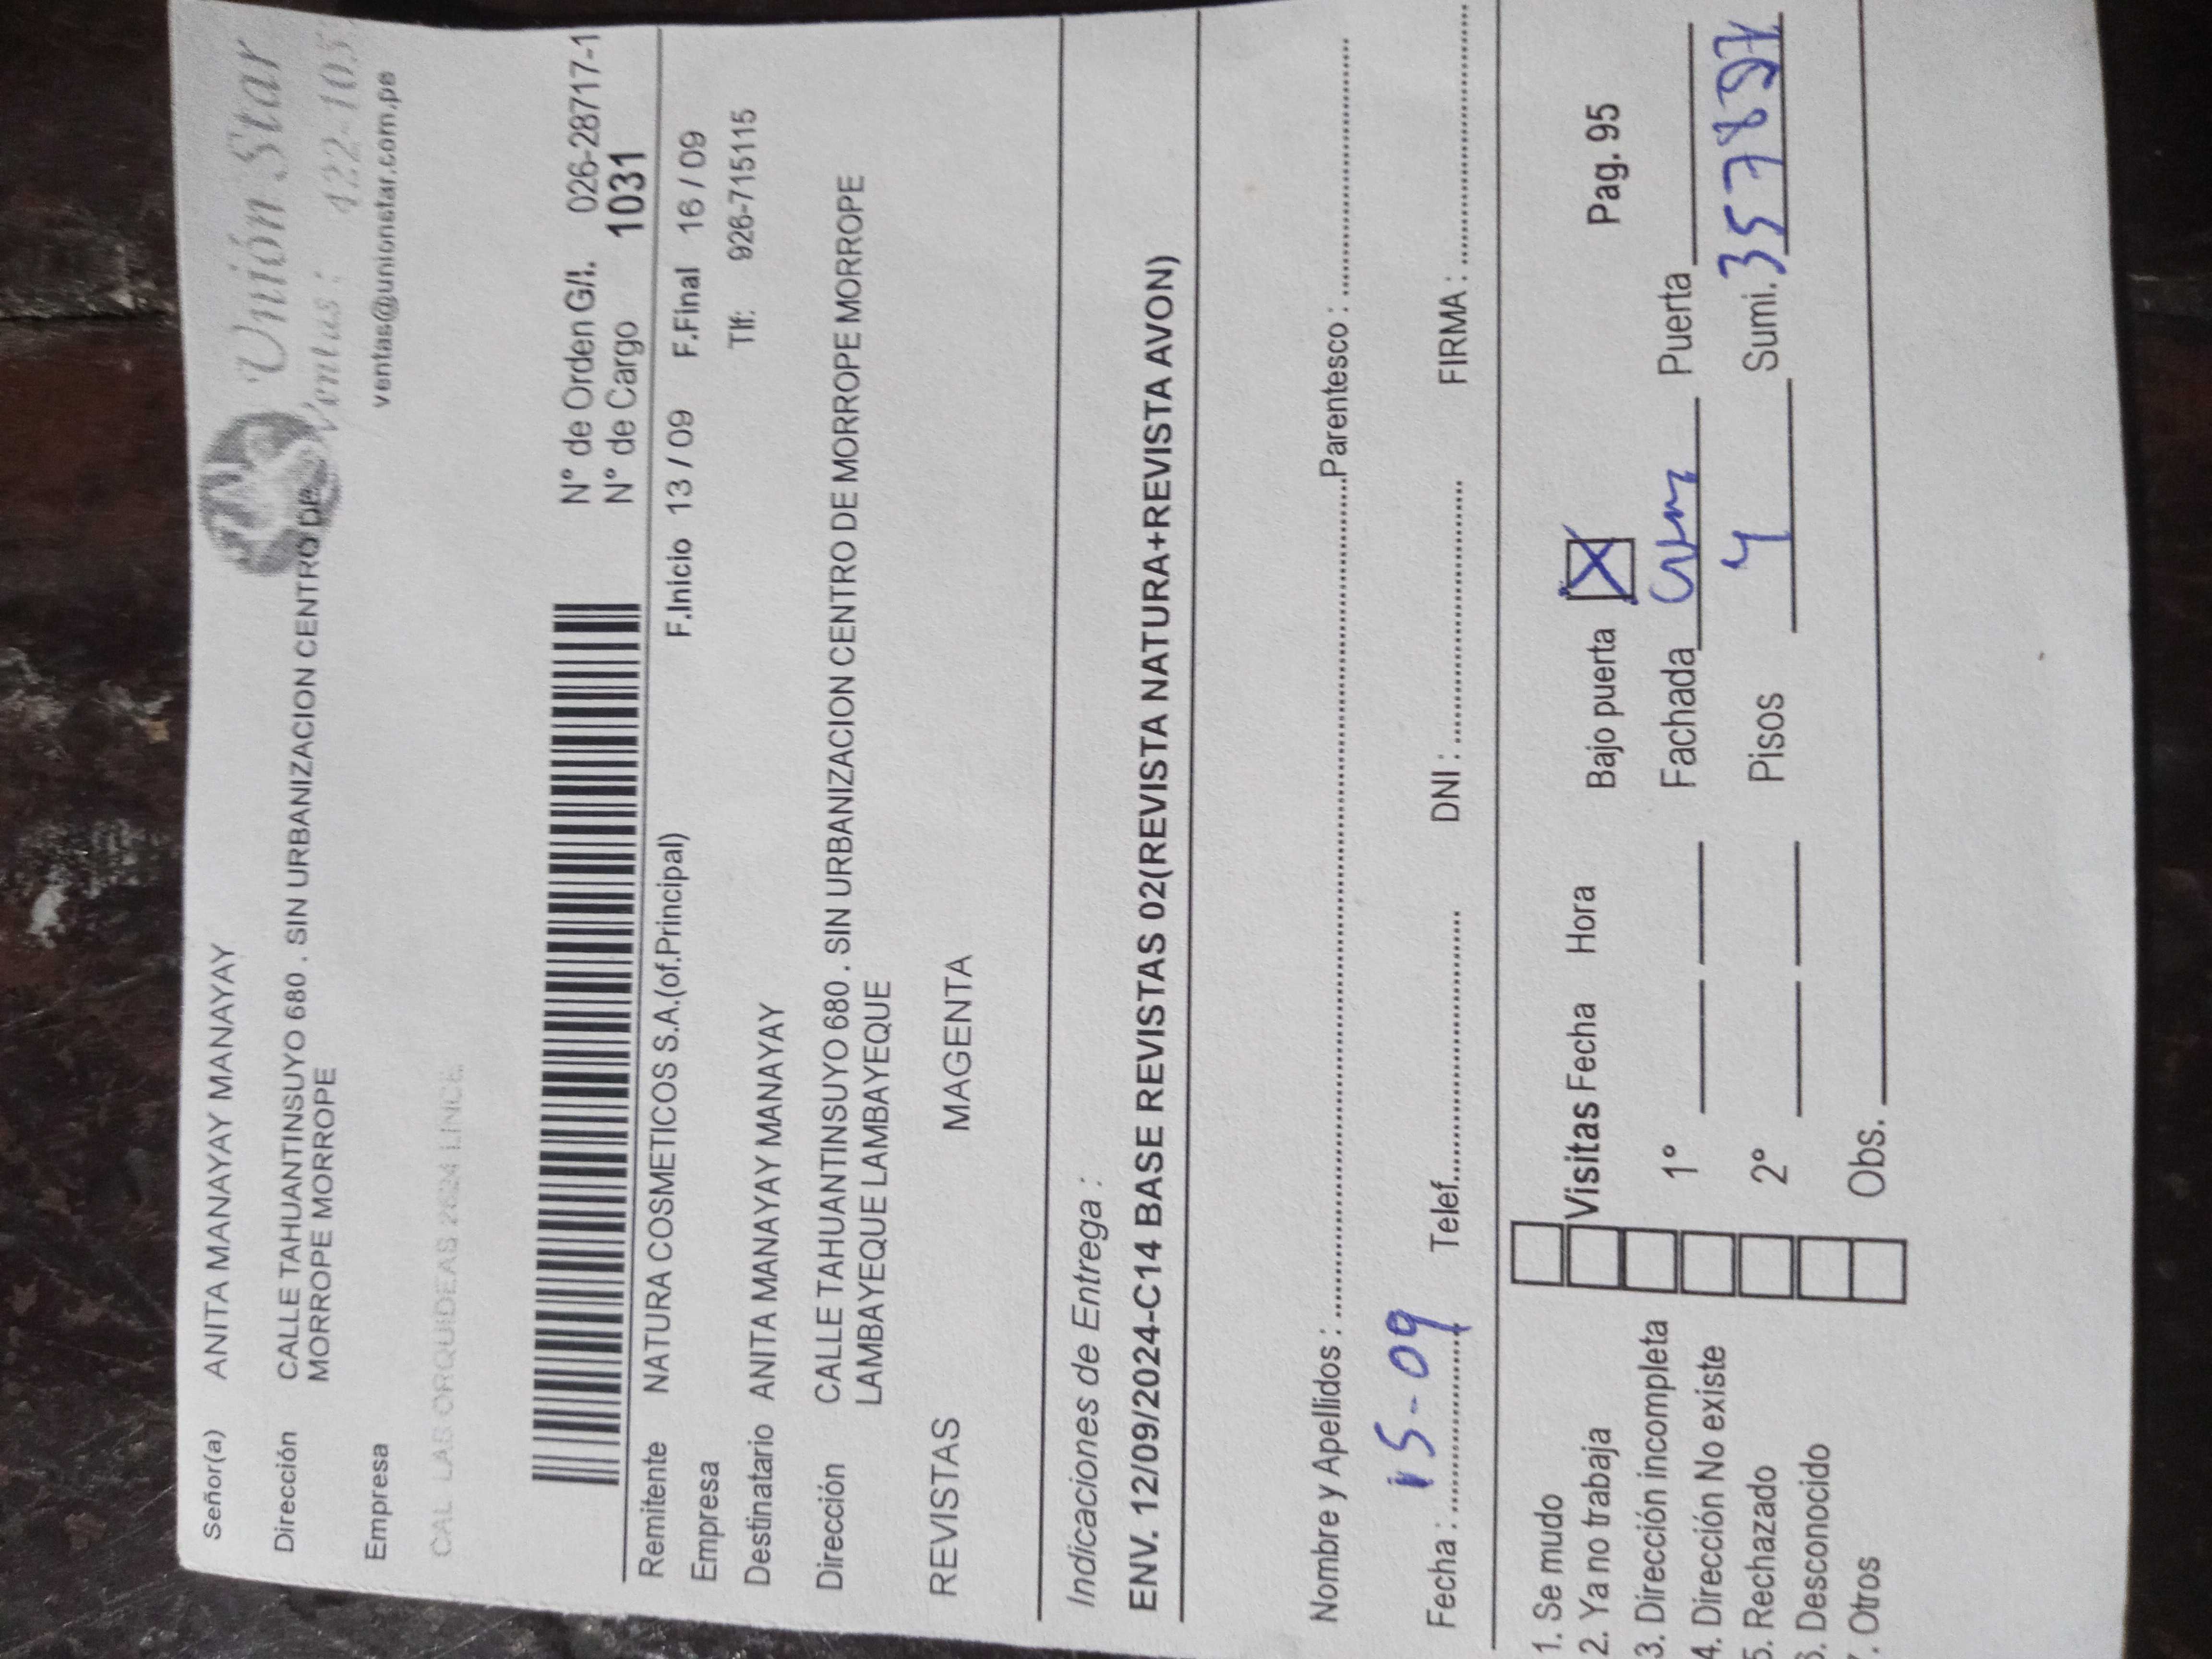 Unión Star
Ventas : 422-105
ventas@unionstar.com.pe
Señor(a) ANITA MANAYAY MANAYAY
Dirección CALLE TAHUANTINSUYO 680 . SIN URBANIZACION CENTRO DE
MORROPE MORROPE
Empresa
CAL LAS ORQUIDEAS 2624 LINCE
N° de Orden G/I. 026-28717-1
N° de Cargo 1031
Remitente NATURA COSMETICOS S.A.(of.Principal) F.Inicio 13 / 09 F.Final 16 / 09
Empresa
Tlf: 926-715115
Destinatario ANITA MANAYAY MANAYAY
Dirección CALLE TAHUANTINSUYO 680 . SIN URBANIZACION CENTRO DE MORROPE MORROPE
LAMBAYEQUE LAMBAYEQUE
REVISTAS MAGENTA
Indicaciones de Entrega :
ENV. 12/09/2024-C14 BASE REVISTAS 02(REVISTA NATURA+REVISTA AVON)
Nombre y Apellidos : Parentesco :
Fecha : 15-09 Telef. DNI : FIRMA :
1. Se mudo
2. Ya no trabaja
3. Dirección incompleta
4. Dirección No existe
5. Rechazado
6. Desconocido
7. Otros
Visitas Fecha Hora
1°
2°
Obs.
Bajo puerta X Pag. 95
Fachada Puerta
Pisos 4 Sumi.